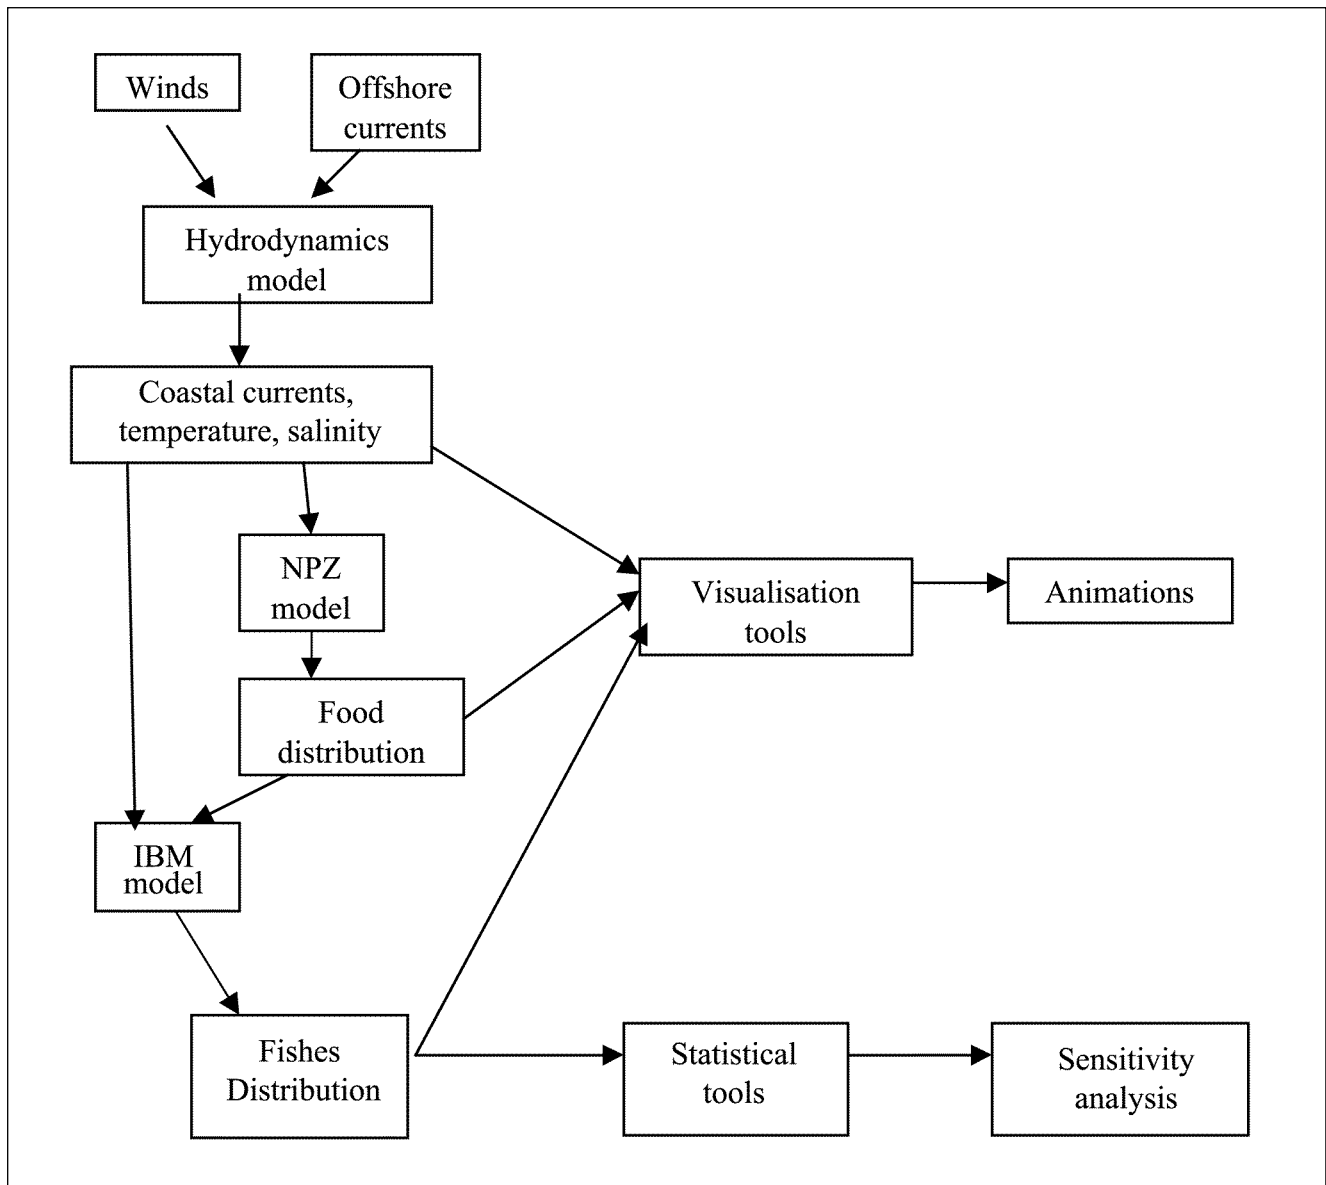 Winds
Offshore
currents
Hydrodynamics
model
Coastal currents,
temperature, salinity
NPZ
model
Visualisation
tools
Animations
Food
distribution
IBM
model
Fishes
Distribution
Statistical
tools
Sensitivity
analysis